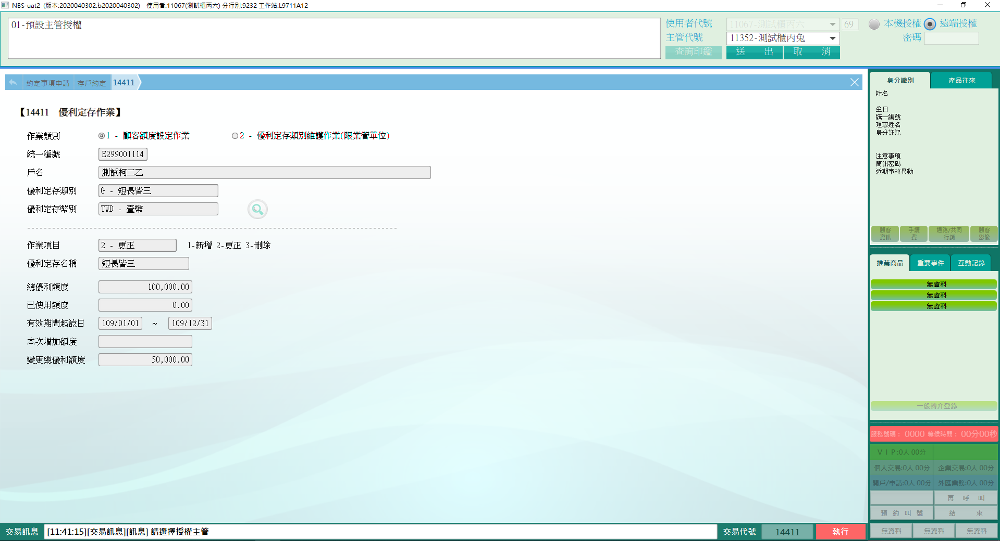 NBS-uat2 (版本:2020040302.b2020040302) 使用者:11067(測試櫃丙六) 分行別:9232 工作站:L9711A12
01-預設主管授權
使用者代號 11067-測試櫃丙六 69 本機授權 遠端授權
主管代號 11352-測試櫃丙兔 密碼
查詢印鑑 送 出 取 消
約定事項申請 存戶約定 14411
【14411 優利定存作業】
作業類別 1 - 顧客額度設定作業 2 - 優利定存類別維護作業(限業管單位)
統一編號 E299001114
戶名 測試柯二乙
優利定存類別 G - 短長皆三
優利定存幣別 TWD - 臺幣
作業項目 2 - 更正 1-新增 2-更正 3-刪除
優利定存名稱 短長皆三
總優利額度 100,000.00
已使用額度 0.00
有效期間起訖日 109/01/01 ~ 109/12/31
本次增加額度
變更總優利額度 50,000.00
身分識別 產品往來
姓名
生日
統一編號
理專姓名
身分註記
注意事項
簡訊密碼
近期事故異動
顧客資訊 手續費 通路/共同行銷 顧客影像
推薦商品 重要事件 互動記錄
無資料
無資料
無資料
一般轉介登錄
服務號碼: 0000 等候時間: 00分00秒
VIP:0人 00分
個人交易:0人 00分 企業交易:0人 00分
開戶/申請:0人 00分 外匯業務:0人 00分
再 呼 叫
預 約 叫 號 結 束
無資料 無資料 無資料
交易訊息 [11:41:15][交易訊息][訊息] 請選擇授權主管 交易代號 14411 執行